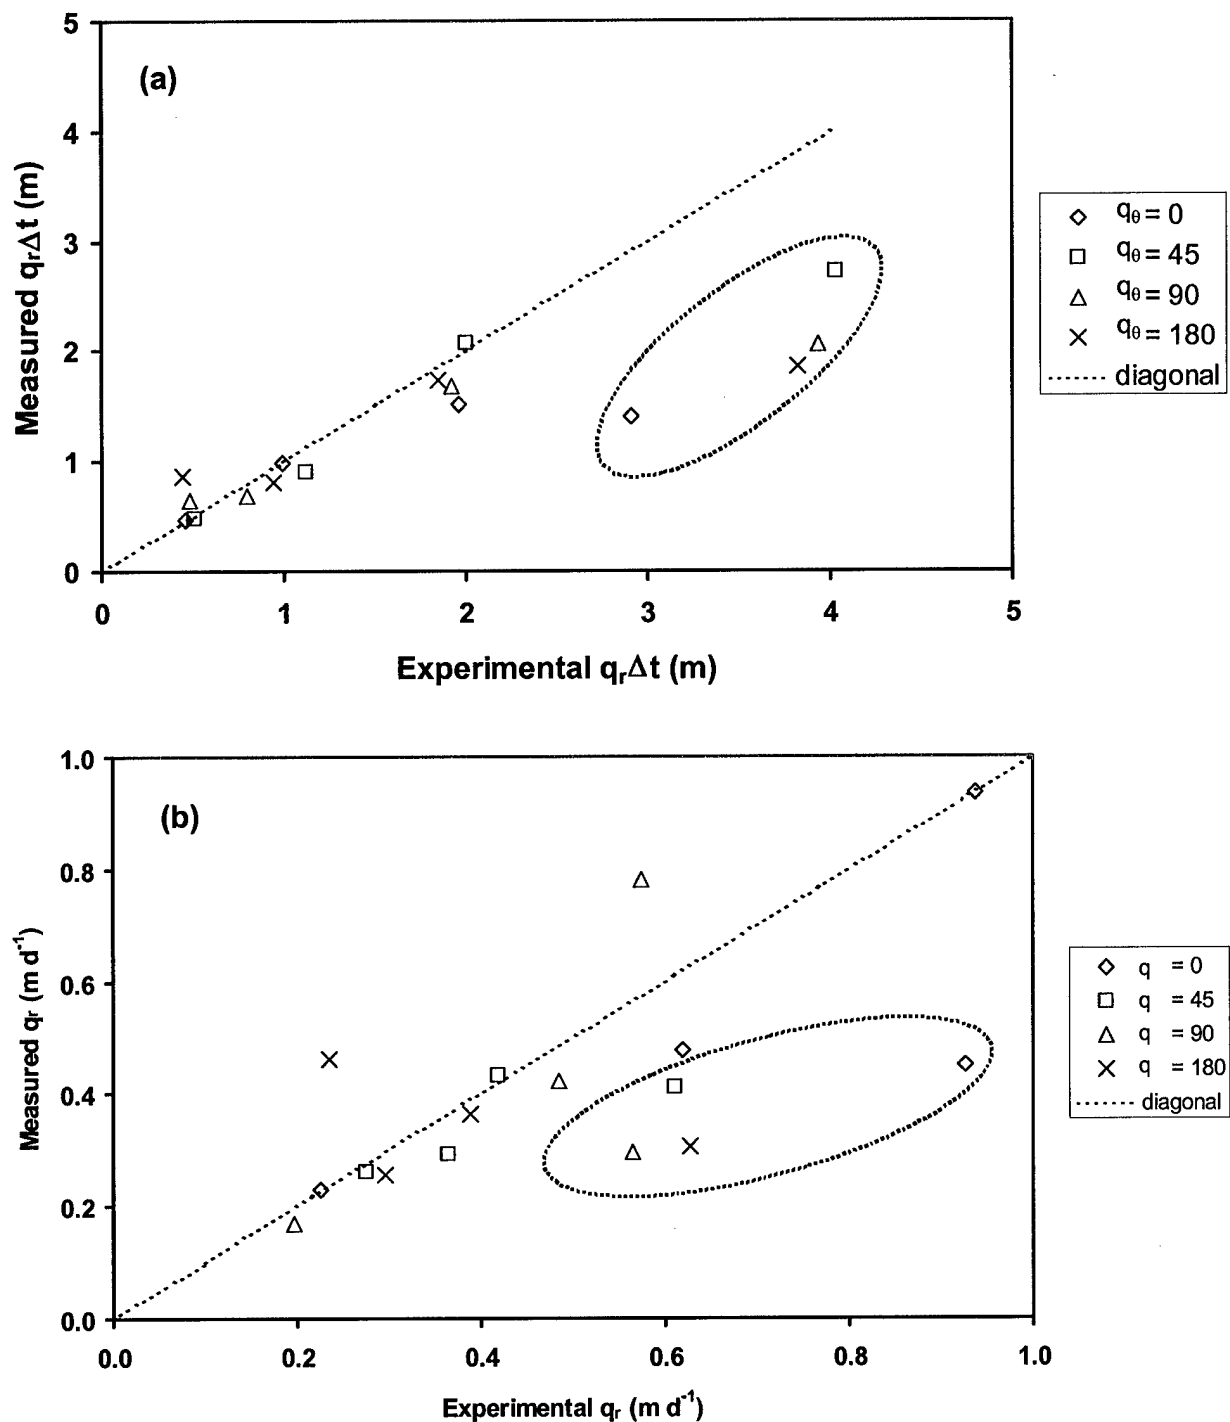 (a)
5
4
3
2
1
0
Measured qrΔt (m)
0 1 2 3 4 5
Experimental qrΔt (m)
qθ = 0
qθ = 45
qθ = 90
qθ = 180
diagonal
(b)
1.0
0.8
0.6
0.4
0.2
0.0
Measured qr (m d-1)
0.0 0.2 0.4 0.6 0.8 1.0
Experimental qr (m d-1)
q = 0
q = 45
q = 90
q = 180
diagonal